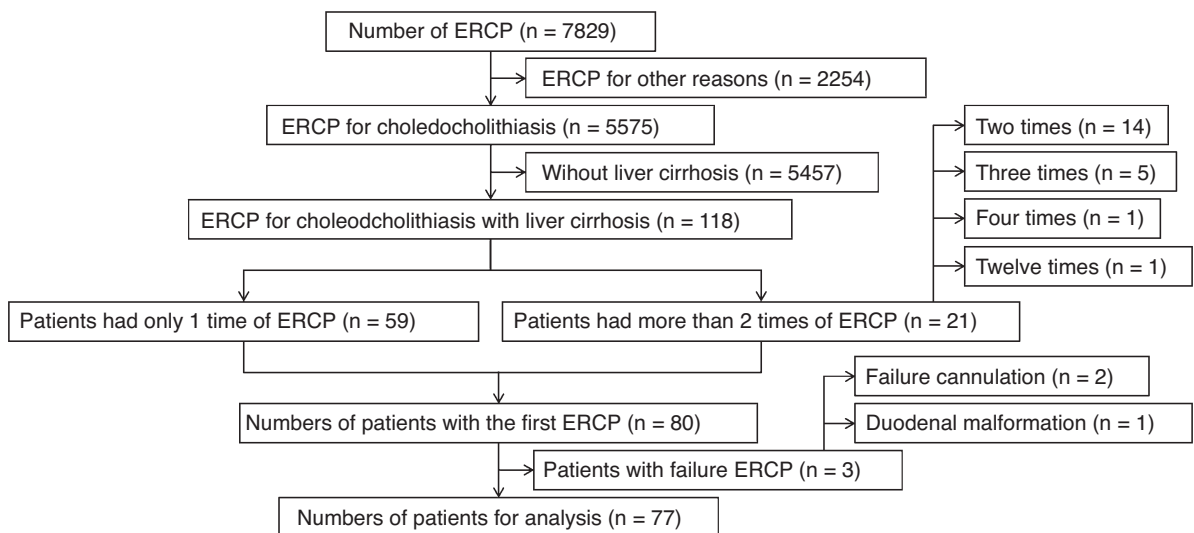 Number of ERCP (n = 7829)
ERCP for other reasons (n = 2254)
ERCP for choledocholithiasis (n = 5575)
Two times (n = 14)
Wihout liver cirrhosis (n = 5457)
Three times (n = 5)
ERCP for choleodcholithiasis with liver cirrhosis (n = 118)
Four times (n = 1)
Twelve times (n = 1)
Patients had only 1 time of ERCP (n = 59)
Patients had more than 2 times of ERCP (n = 21)
Failure cannulation (n = 2)
Numbers of patients with the first ERCP (n = 80)
Duodenal malformation (n = 1)
Patients with failure ERCP (n = 3)
Numbers of patients for analysis (n = 77)